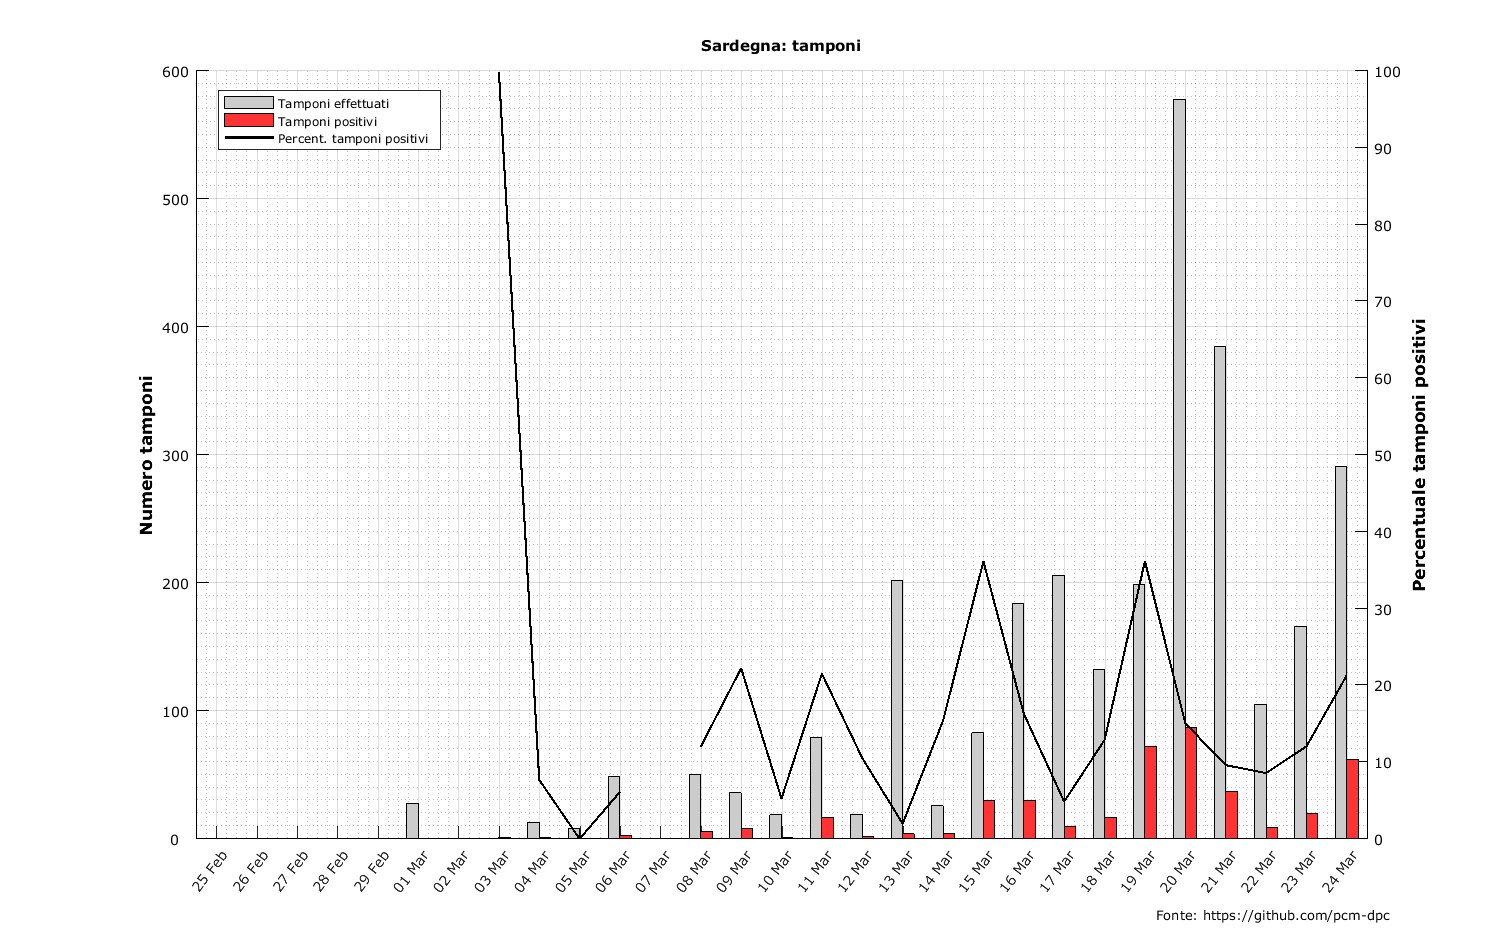 Sardegna: tamponi
Tamponi effettuati
Tamponi positivi
Percent. tamponi positivi
Numero tamponi
600
500
400
300
200
100
0
100
90
80
70
60
50
40
30
20
10
0
Percentuale tamponi positivi
25 Feb
26 Feb
27 Feb
28 Feb
29 Feb
01 Mar
02 Mar
03 Mar
04 Mar
05 Mar
06 Mar
07 Mar
08 Mar
09 Mar
10 Mar
11 Mar
12 Mar
13 Mar
14 Mar
15 Mar
16 Mar
17 Mar
18 Mar
19 Mar
20 Mar
21 Mar
22 Mar
23 Mar
24 Mar
Fonte: https://github.com/pcm-dpc